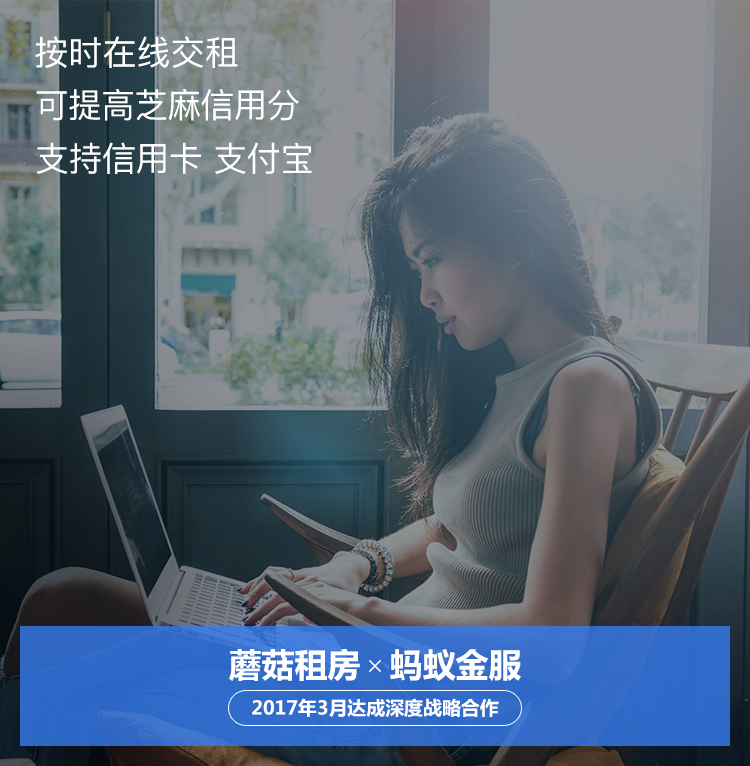 按时在线交租
可提高芝麻信用分
支持信用卡 支付宝
蘑菇租房 × 蚂蚁金服
2017年3月达成深度战略合作